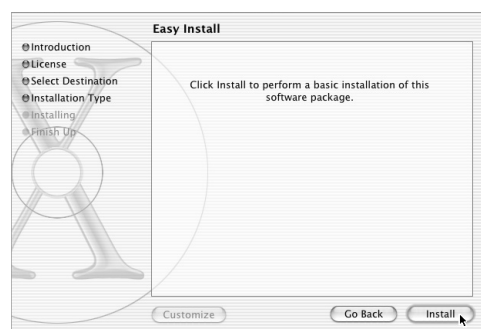 Easy Install
Introduction
License
Select Destination
Installation Type
Installing
Finish Up
Click Install to perform a basic installation of this
software package.
Customize
Go Back
Install